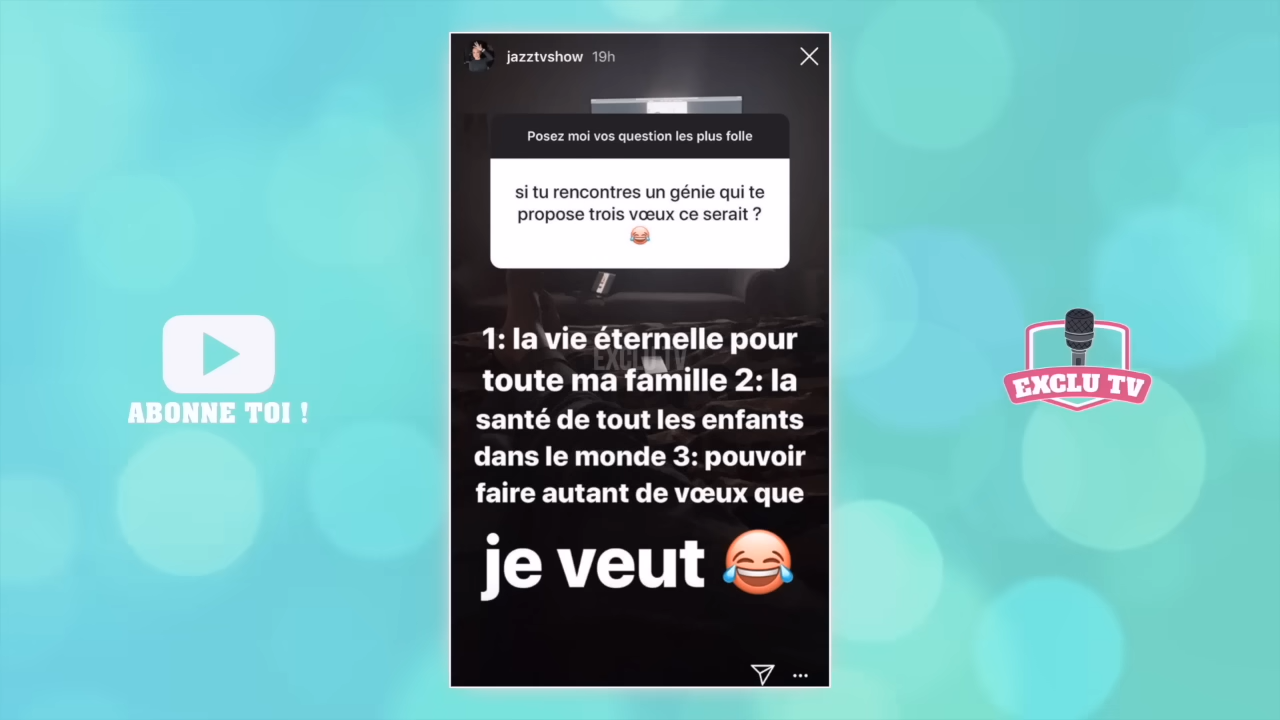 jazztvshow 19h
Posez moi vos question les plus folle
si tu rencontres un génie qui te
propose trois vœux ce serait ?
😂
1: la vie éternelle pour
toute ma famille 2: la
santé de tout les enfants
dans le monde 3: pouvoir
faire autant de vœux que
je veut 😂
ABONNE TOI !
EXCLU TV
EXCLU TV